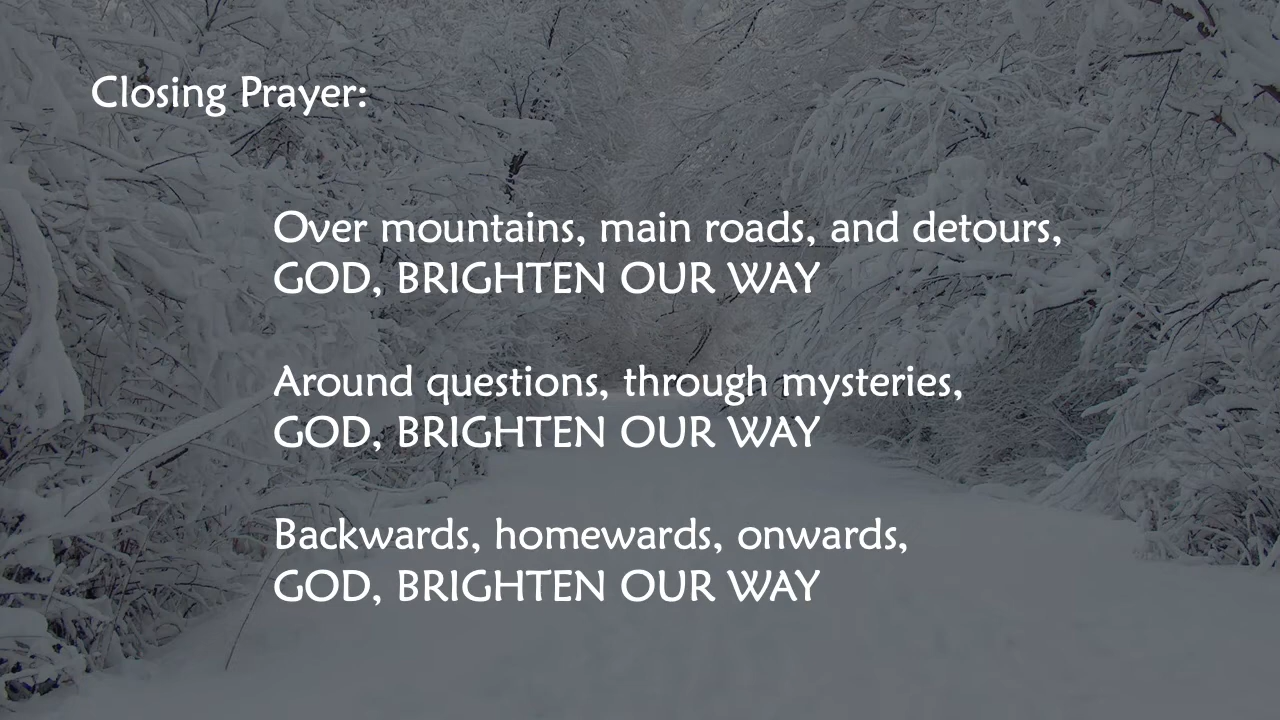 Closing Prayer:
Over mountains, main roads, and detours,
GOD, BRIGHTEN OUR WAY
Around questions, through mysteries,
GOD, BRIGHTEN OUR WAY
Backwards, homewards, onwards,
GOD, BRIGHTEN OUR WAY